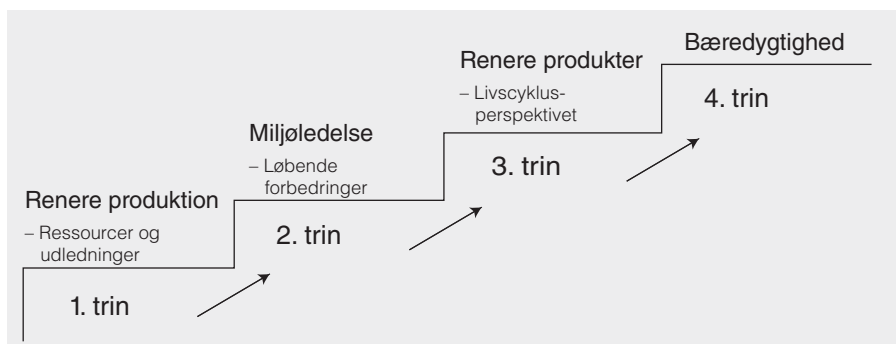 Bæredygtighed
4. trin
Renere produkter
– Livscyklus-
perspektivet
3. trin
Miljøledelse
– Løbende
forbedringer
2. trin
Renere produktion
– Ressourcer og
udledninger
1. trin